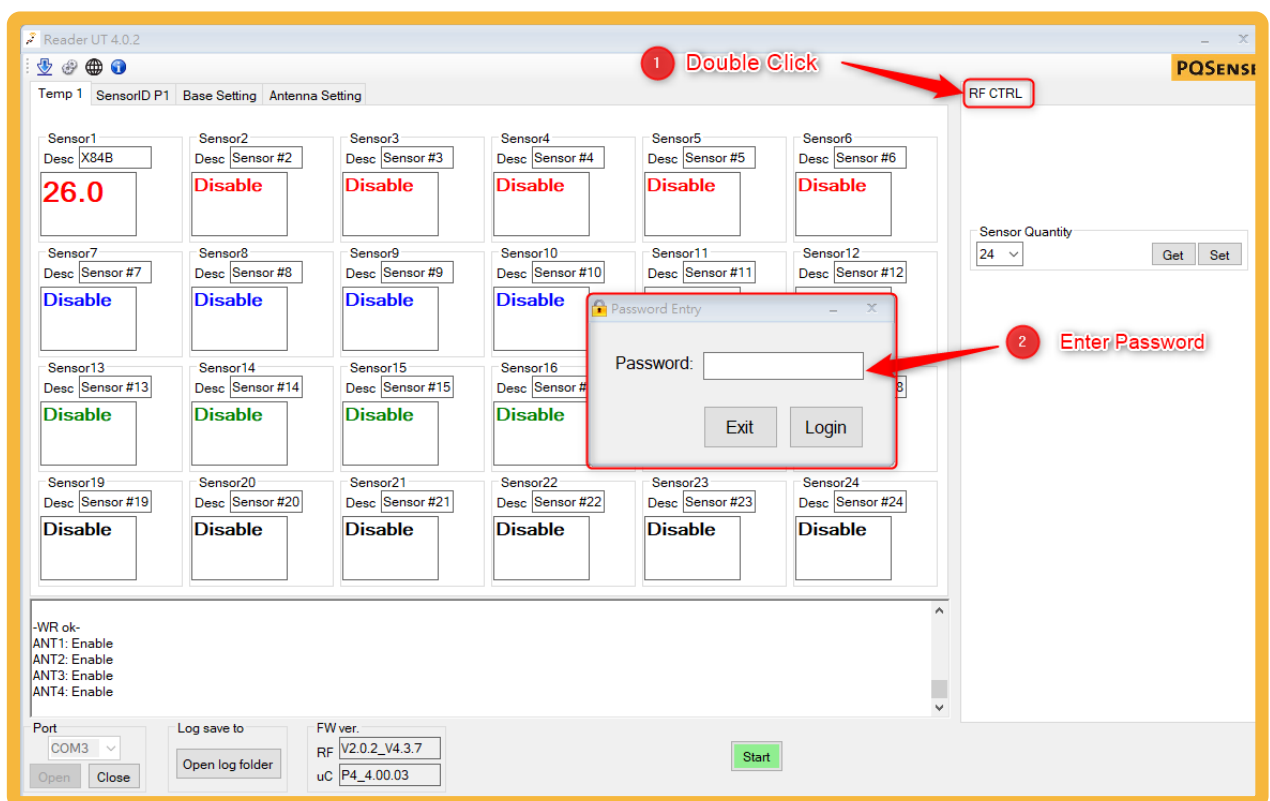 Reader UT 4.0.2
1 Double Click
PQSENSE
Temp 1 SensorID P1 Base Setting Antenna Setting
RF CTRL
Sensor1 Sensor2 Sensor3 Sensor4 Sensor5 Sensor6
Desc X84B Desc Sensor #2 Desc Sensor #3 Desc Sensor #4 Desc Sensor #5 Desc Sensor #6
26.0 Disable Disable Disable Disable Disable
Sensor Quantity
24 Get Set
Sensor7 Sensor8 Sensor9 Sensor10 Sensor11 Sensor12
Desc Sensor #7 Desc Sensor #8 Desc Sensor #9 Desc Sensor #10 Desc Sensor #11 Desc Sensor #12
Disable Disable Disable Disable
Password Entry
Password:
Exit Login
2 Enter Password
Sensor13 Sensor14 Sensor15 Sensor16
Desc Sensor #13 Desc Sensor #14 Desc Sensor #15 Desc Sensor #
Disable Disable Disable Disable
Sensor19 Sensor20 Sensor21 Sensor22 Sensor23 Sensor24
Desc Sensor #19 Desc Sensor #20 Desc Sensor #21 Desc Sensor #22 Desc Sensor #23 Desc Sensor #24
Disable Disable Disable Disable Disable Disable
-WR ok-
ANT1: Enable
ANT2: Enable
ANT3: Enable
ANT4: Enable
Port Log save to FW ver.
COM3 RF V2.0.2_V4.3.7
Open Close Open log folder uC P4_4.00.03
Start